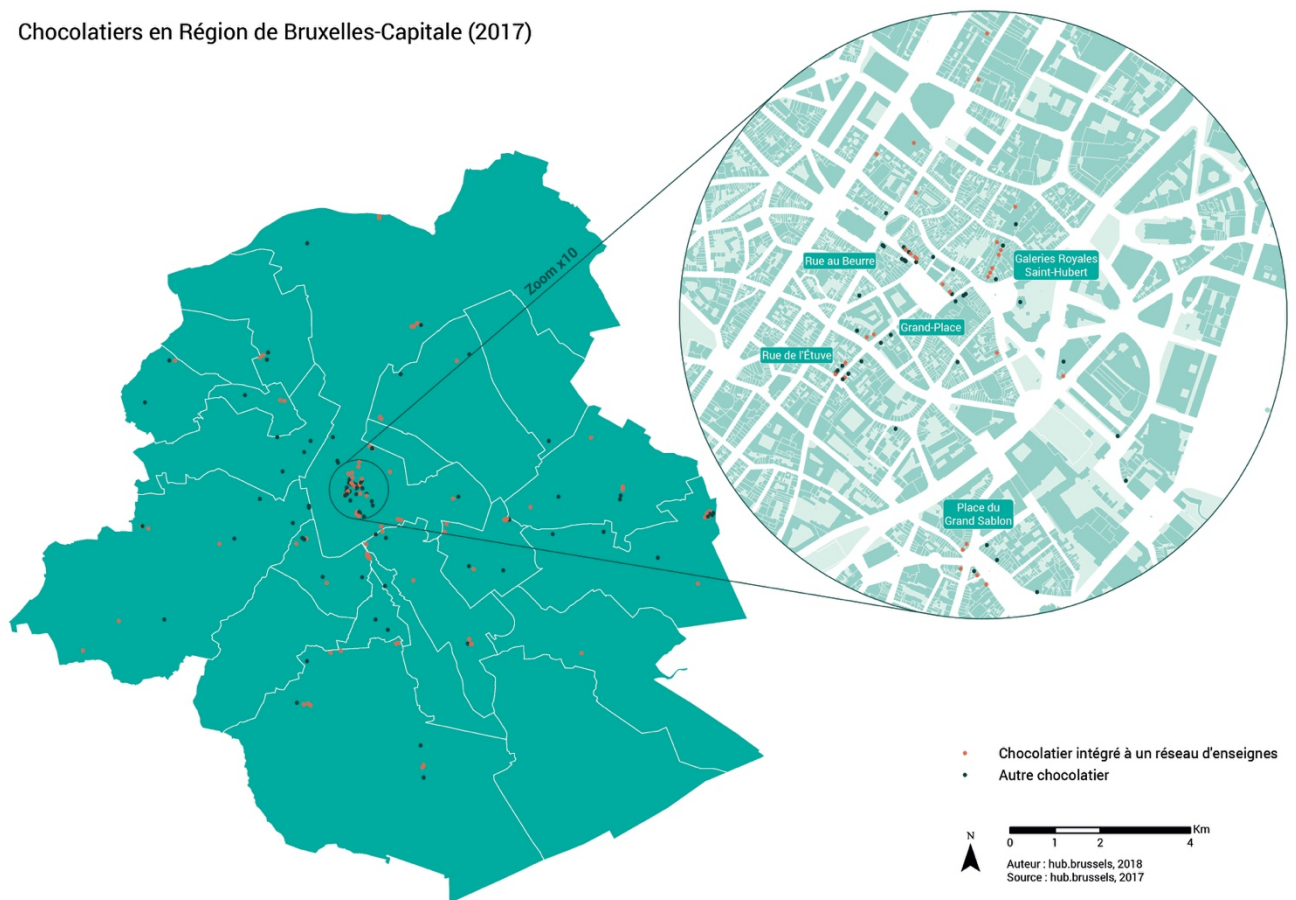 Chocolatiers en Région de Bruxelles-Capitale (2017)
Zoom x10
Rue au Beurre
Galeries Royales
Saint-Hubert
Grand-Place
Rue de l'Étuve
Place du
Grand Sablon
Chocolatier intégré à un réseau d'enseignes
Autre chocolatier
N
Km
0 1 2 4
Auteur : hub.brussels, 2018
Source : hub.brussels, 2017